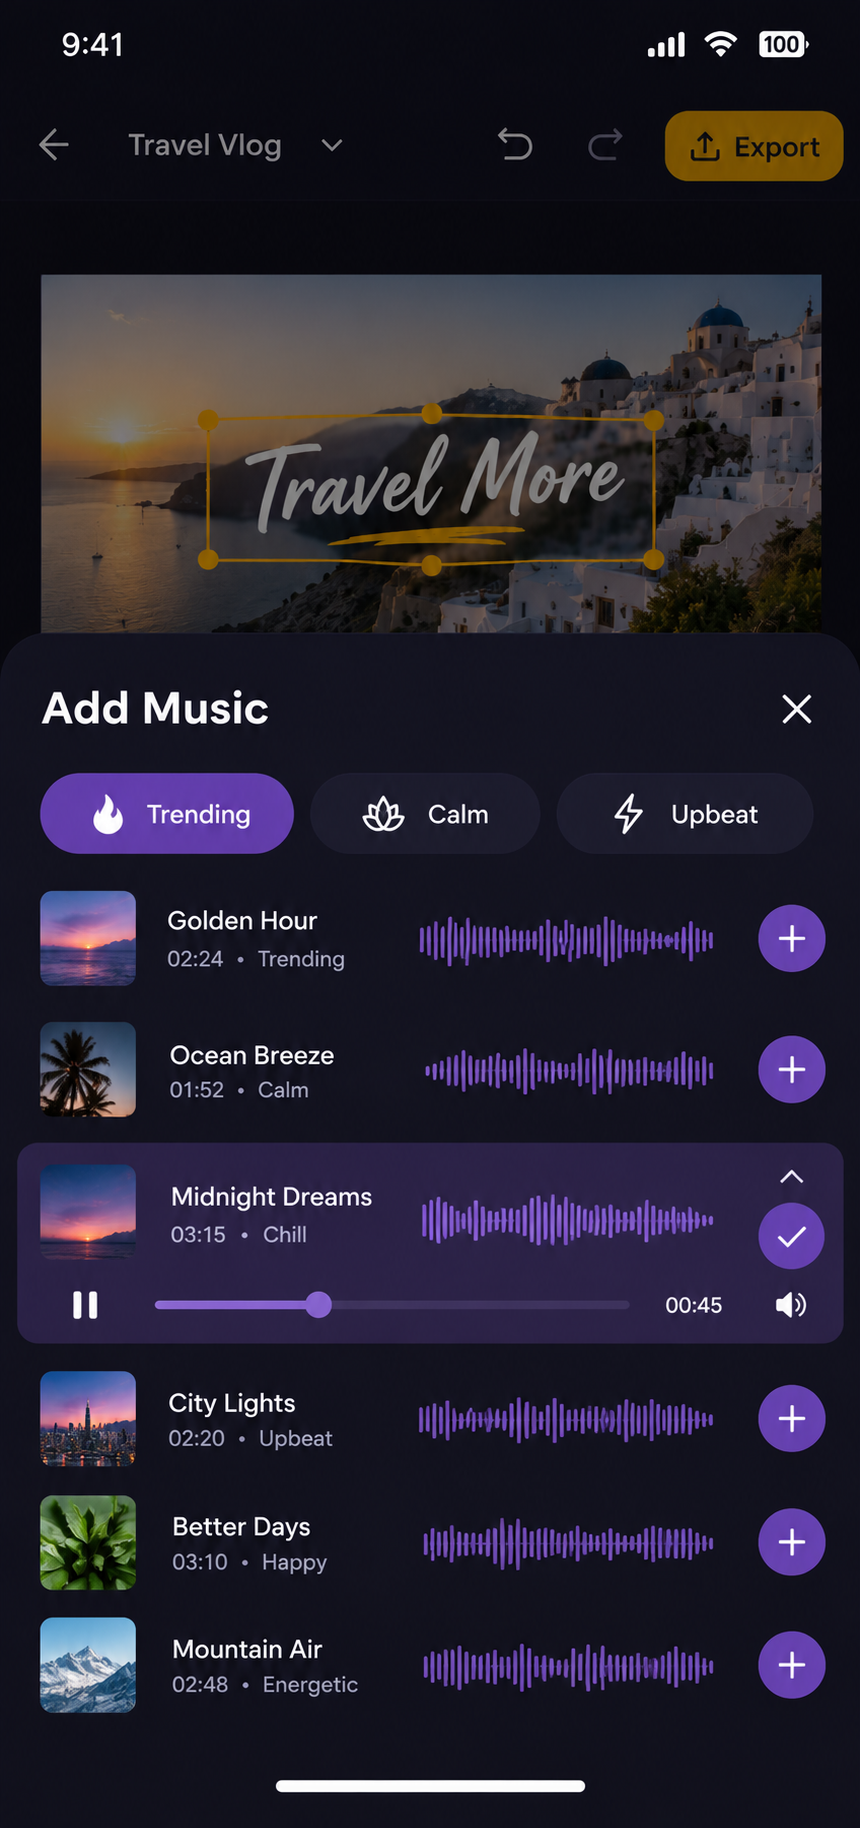 9:41
100
Travel Vlog
Export
Travel More
Add Music
Trending
Calm
Upbeat
Golden Hour
02:24 • Trending
Ocean Breeze
01:52 • Calm
Midnight Dreams
03:15 • Chill
00:45
City Lights
02:20 • Upbeat
Better Days
03:10 • Happy
Mountain Air
02:48 • Energetic